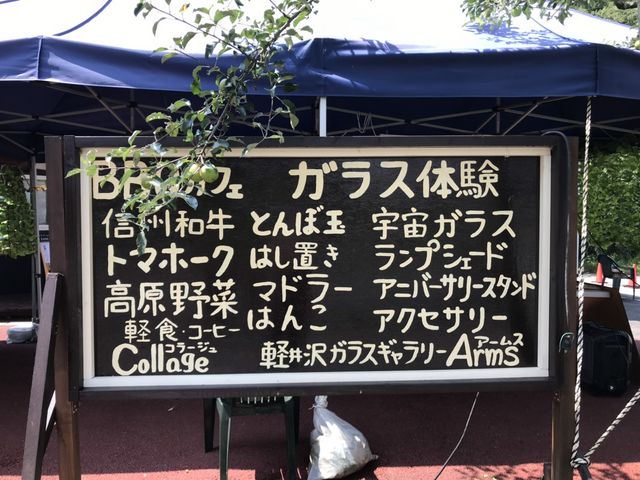 ガラス体験
信州和牛 とんぼ玉 宇宙ガラス
トマホーク はし置き ランプシェード
高原野菜 マドラー アニバーサリースタンド
軽食・コーヒー はんこ アクセサリー
Collage コラージュ 軽井沢ガラスギャラリー Arms アームス